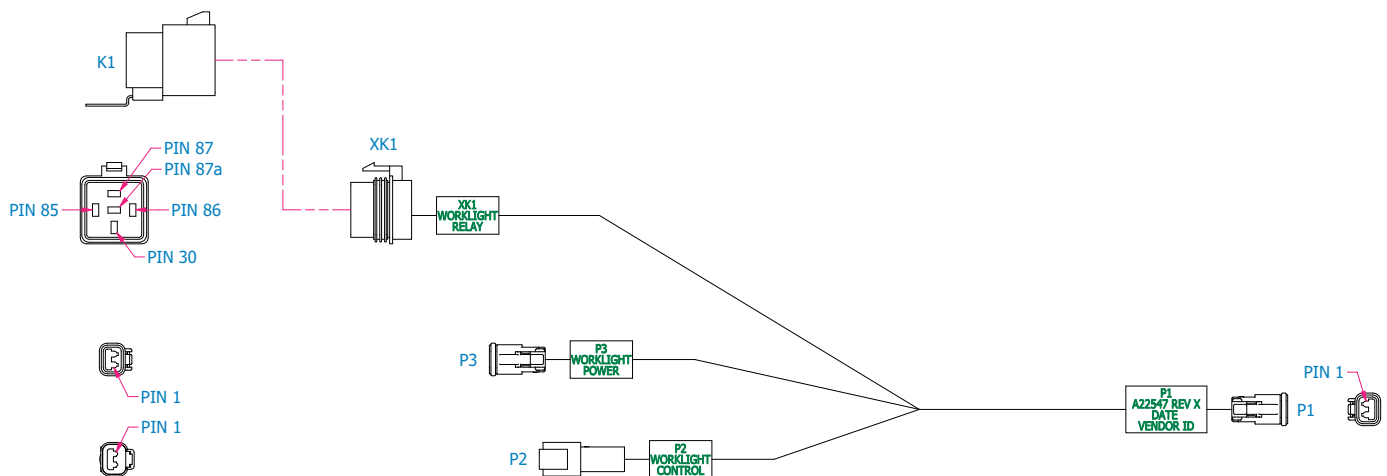 K1
PIN 87
PIN 87a
PIN 85
PIN 86
PIN 30
XK1
XK1
WORKLIGHT
RELAY
P3
P3
WORKLIGHT
POWER
PIN 1
PIN 1
P2
P2
WORKLIGHT
CONTROL
P1
A22547 REV X
DATE
VENDOR ID
P1
PIN 1